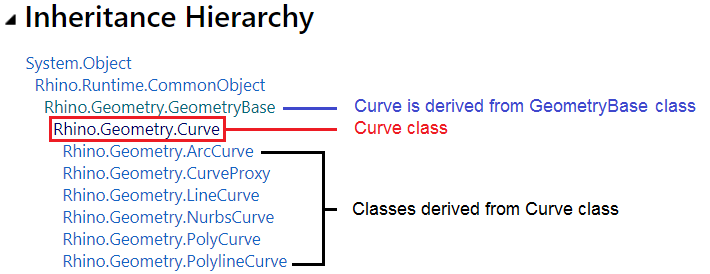 Inheritance Hierarchy
System.Object
Rhino.Runtime.CommonObject
Rhino.Geometry.GeometryBase Curve is derived from GeometryBase class
Rhino.Geometry.Curve Curve class
Rhino.Geometry.ArcCurve
Rhino.Geometry.CurveProxy
Rhino.Geometry.LineCurve
Rhino.Geometry.NurbsCurve Classes derived from Curve class
Rhino.Geometry.PolyCurve
Rhino.Geometry.PolylineCurve